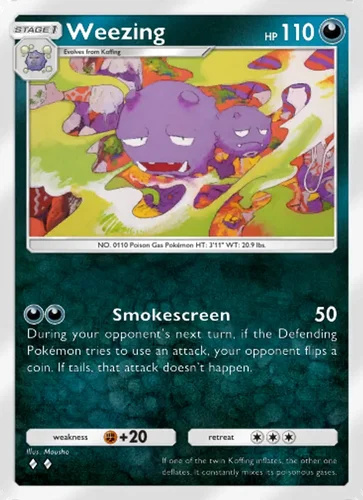 STAGE 1
Weezing
HP 110
Evolves from Koffing
NO. 0110 Poison Gas Pokémon HT: 3'11" WT: 20.9 lbs.
Smokescreen 50
During your opponent's next turn, if the Defending
Pokémon tries to use an attack, your opponent flips a
coin. If tails, that attack doesn't happen.
weakness +20
retreat
Illus. Mousho
If one of the twin Koffing inflates, the other one
deflates. It constantly mixes its poisonous gases.